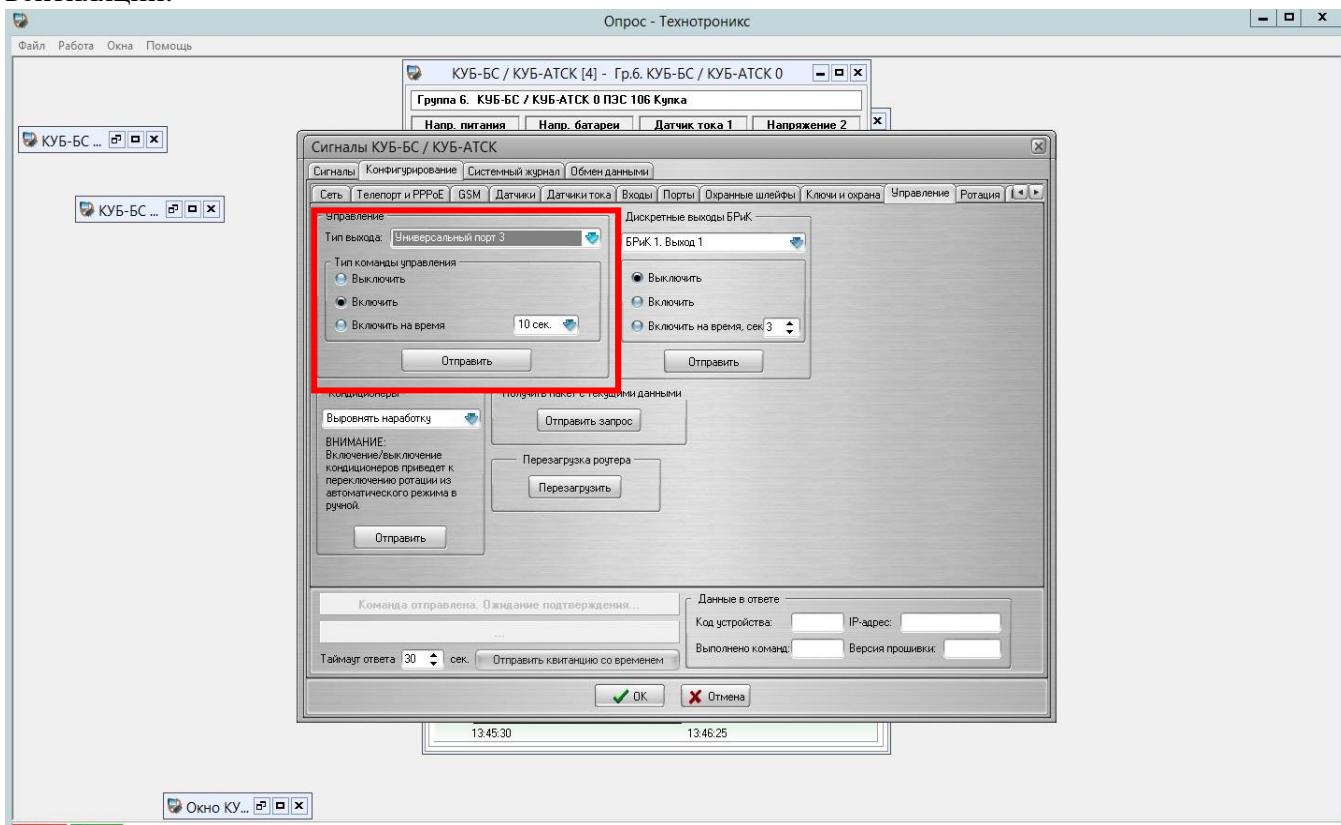 Опрос - Технотроникс
Файл Работа Окна Помощь
КУБ-БС / КУБ-АТСК [4] - Гр.6. КУБ-БС / КУБ-АТСК 0
Группа 6. КУБ-БС / КУБ-АТСК 0 ПЭС 106 Купка
Напр. питания Напр. батареи Датчик тока 1 Напряжение 2
КУБ-БС ...
КУБ-БС ...
Сигналы КУБ-БС / КУБ-АТСК
Сигналы Конфигурирование Системный журнал Обмен данными
Сеть Телепорт и PPPoE GSM Датчики Датчики тока Входы Порты Охранные шлейфы Ключи и охрана Управление Ротация
Управление
Тип выхода: Универсальный порт 3
Тип команды управления
Выключить
Включить
Включить на время 10 сек.
Отправить
Дискретные выходы БРиК
БРиК 1. Выход 1
Выключить
Включить
Включить на время, сек 3
Отправить
Кондиционеры
Выровнять наработку
ВНИМАНИЕ:
Включение/выключение
кондиционеров приведет к
переключению ротации из
автоматического режима в
ручной.
Отправить
Получить пакет с текущими данными
Отправить запрос
Перезагрузка роутера
Перезагрузить
Команда отправлена. Ожидание подтверждения...
...
Таймаут ответа 30 сек. Отправить квитанцию со временем
Данные в ответе
Код устройства: IP-адрес:
Выполнено команд: Версия прошивки:
OK Отмена
13:45:30 13:46:25
Окно КУ...